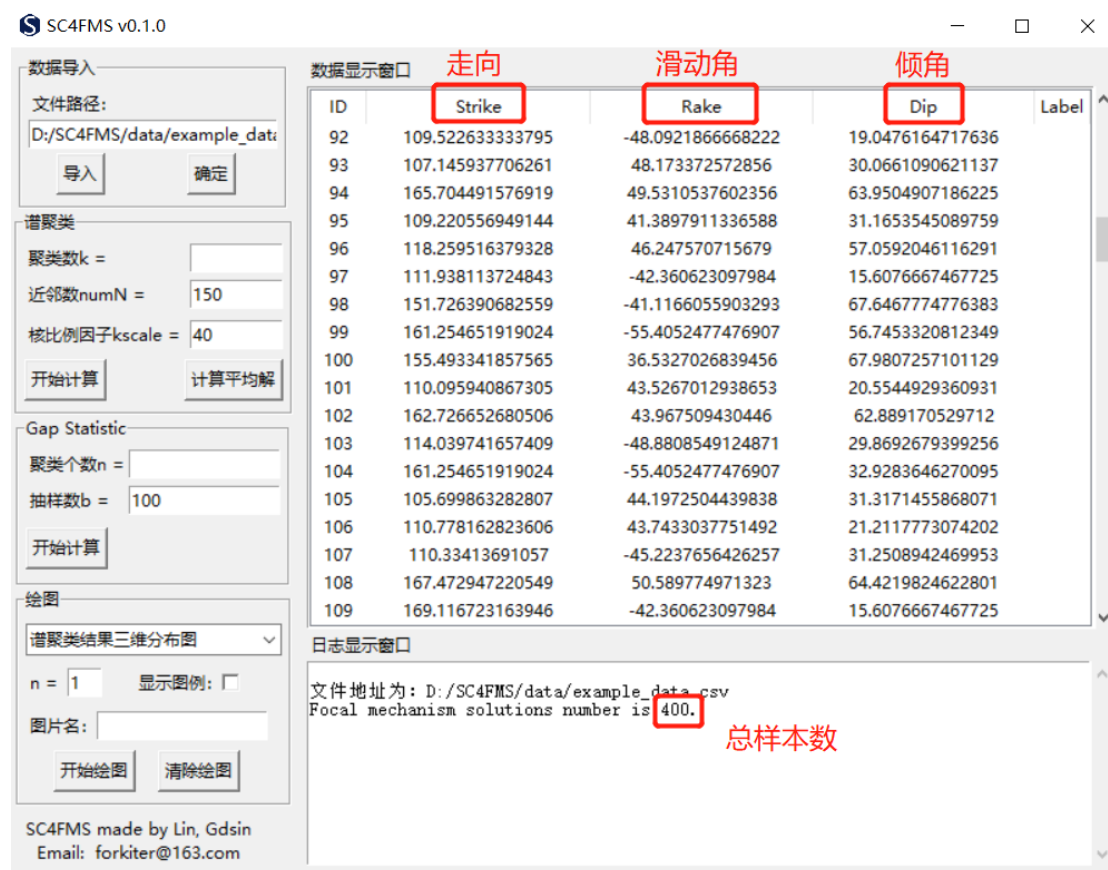 SC4FMS v0.1.0
数据导入
文件路径:
D:/SC4FMS/data/example_data
导入 确定
谱聚类
聚类数k =
近邻数numN = 150
核比例因子kscale = 40
开始计算 计算平均解
Gap Statistic
聚类个数n =
抽样数b = 100
开始计算
绘图
谱聚类结果三维分布图
n = 1 显示图例:
图片名:
开始绘图 清除绘图
SC4FMS made by Lin, Gdsin
Email: forkiter@163.com
数据显示窗口 走向 滑动角 倾角
ID Strike Rake Dip Label
92 109.522633333795 -48.0921866668222 19.0476164717636
93 107.145937706261 48.173372572856 30.0661090621137
94 165.704491576919 49.5310537602356 63.9504907186225
95 109.220556949144 41.3897911336588 31.1653545089759
96 118.259516379328 46.247570715679 57.0592046116291
97 111.938113724843 -42.360623097984 15.6076667467725
98 151.726390682559 -41.1166055903293 67.6467774776383
99 161.254651919024 -55.4052477476907 56.7453320812349
100 155.493341857565 36.5327026839456 67.9807257101129
101 110.095940867305 43.5267012938653 20.5544929360931
102 162.726652680506 43.967509430446 62.889170529712
103 114.039741657409 -48.8808549124871 29.8692679399256
104 161.254651919024 -55.4052477476907 32.9283646270095
105 105.699863282807 44.1972504439838 31.3171455868071
106 110.778162823606 43.7433037751492 21.2117773074202
107 110.33413691057 -45.2237656426257 31.2508942469953
108 167.472947220549 50.589774971323 64.4219824622801
109 169.116723163946 -42.360623097984 15.6076667467725
日志显示窗口
文件地址为: D:/SC4FMS/data/example_data.csv
Focal mechanism solutions number is 400.
总样本数